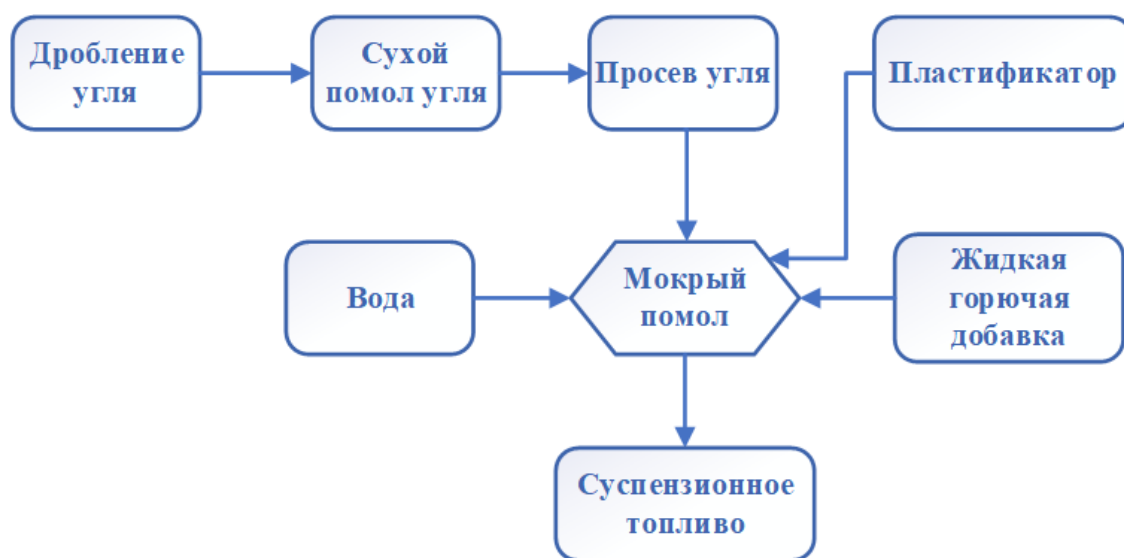 Дробление
угля
Сухой
помол угля
Просев угля
Пластификатор
Вода
Мокрый
помол
Жидкая
горючая
добавка
Суспензионное
топливо